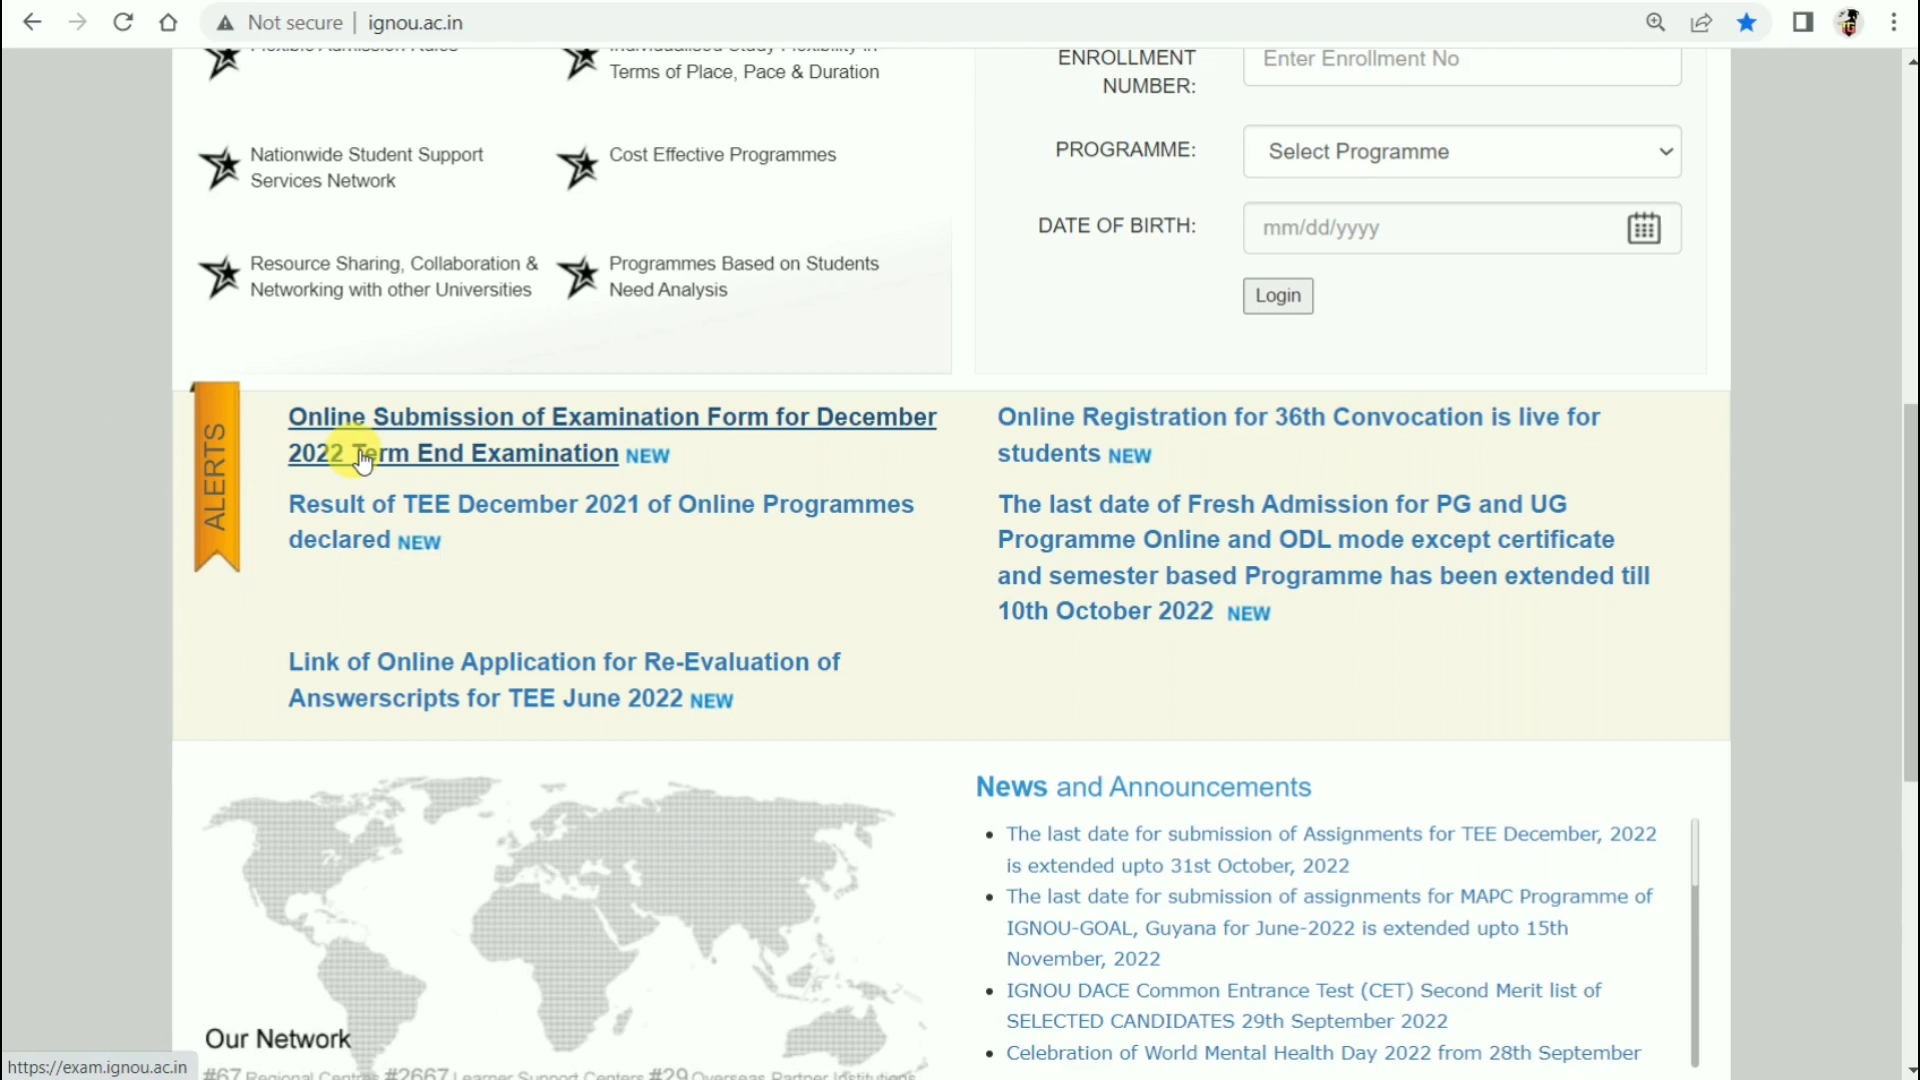 Not secure
ignou.ac.in
Flexible Admission Rules
Individualised Study Flexibility in
Terms of Place, Pace & Duration
Nationwide Student Support
Services Network
Cost Effective Programmes
Resource Sharing, Collaboration &
Networking with other Universities
Programmes Based on Students
Need Analysis
ENROLLMENT
NUMBER:
Enter Enrollment No
PROGRAMME:
Select Programme
DATE OF BIRTH:
mm/dd/yyyy
Login
ALERTS
Online Submission of Examination Form for December
2022 Term End Examination NEW
Result of TEE December 2021 of Online Programmes
declared NEW
Link of Online Application for Re-Evaluation of
Answerscripts for TEE June 2022 NEW
Online Registration for 36th Convocation is live for
students NEW
The last date of Fresh Admission for PG and UG
Programme Online and ODL mode except certificate
and semester based Programme has been extended till
10th October 2022 NEW
Our Network
#67 Regional Centres #2667 Learner Support Centers #29 Overseas Partner Institutions
News and Announcements
The last date for submission of Assignments for TEE December, 2022
is extended upto 31st October, 2022
The last date for submission of assignments for MAPC Programme of
IGNOU-GOAL, Guyana for June-2022 is extended upto 15th
November, 2022
IGNOU DACE Common Entrance Test (CET) Second Merit list of
SELECTED CANDIDATES 29th September 2022
Celebration of World Mental Health Day 2022 from 28th September
https://exam.ignou.ac.in